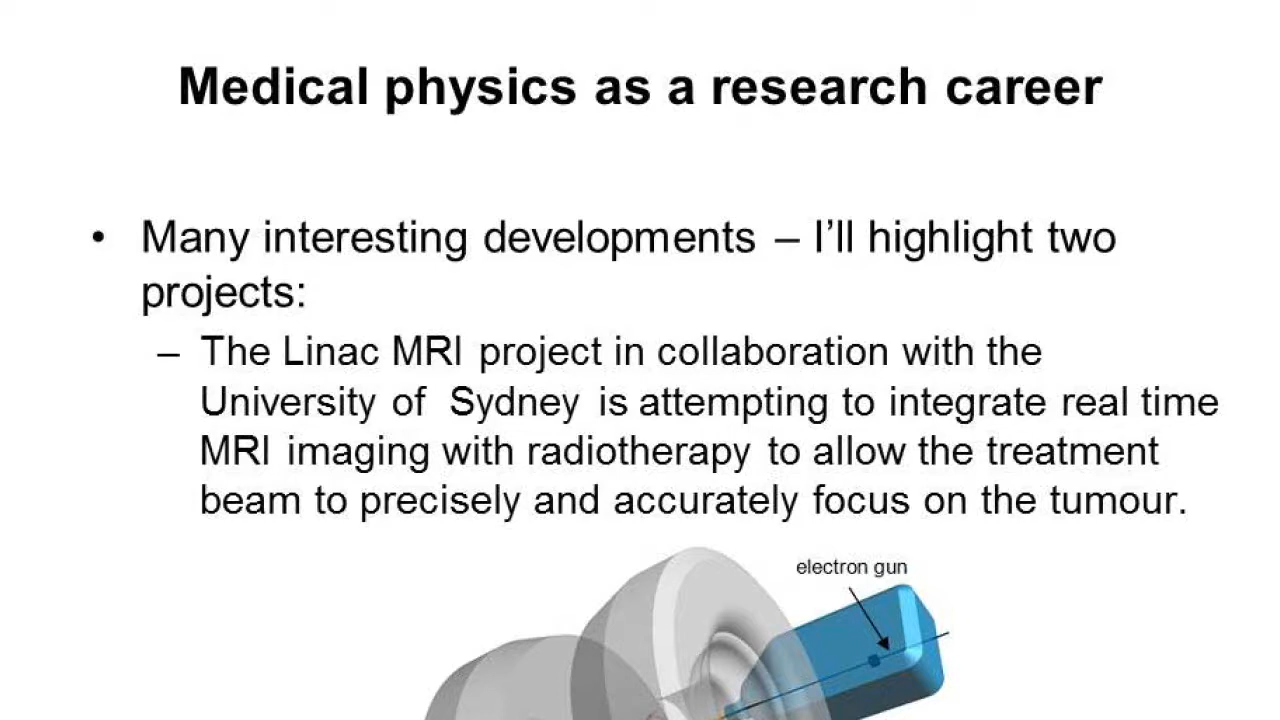 Medical physics as a research career
• Many interesting developments – I’ll highlight two
projects:
– The Linac MRI project in collaboration with the
University of Sydney is attempting to integrate real time
MRI imaging with radiotherapy to allow the treatment
beam to precisely and accurately focus on the tumour.
electron gun